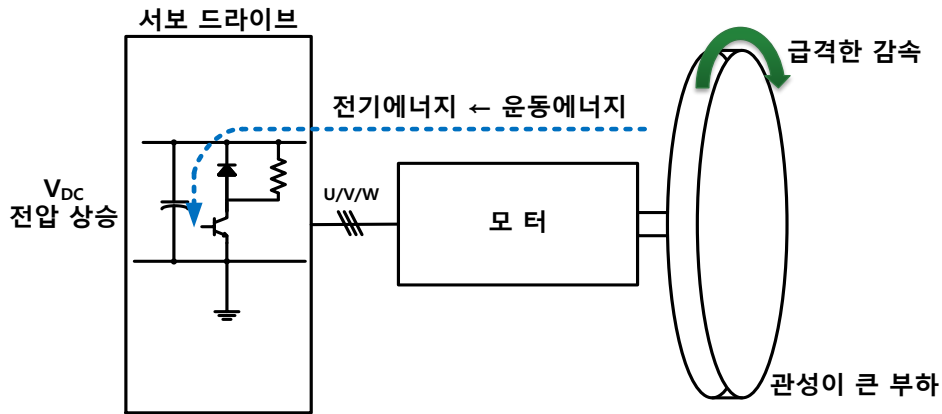 서보 드라이브
급격한 감속
전기에너지 ← 운동에너지
VDC
전압 상승
U/V/W
모 터
관성이 큰 부하